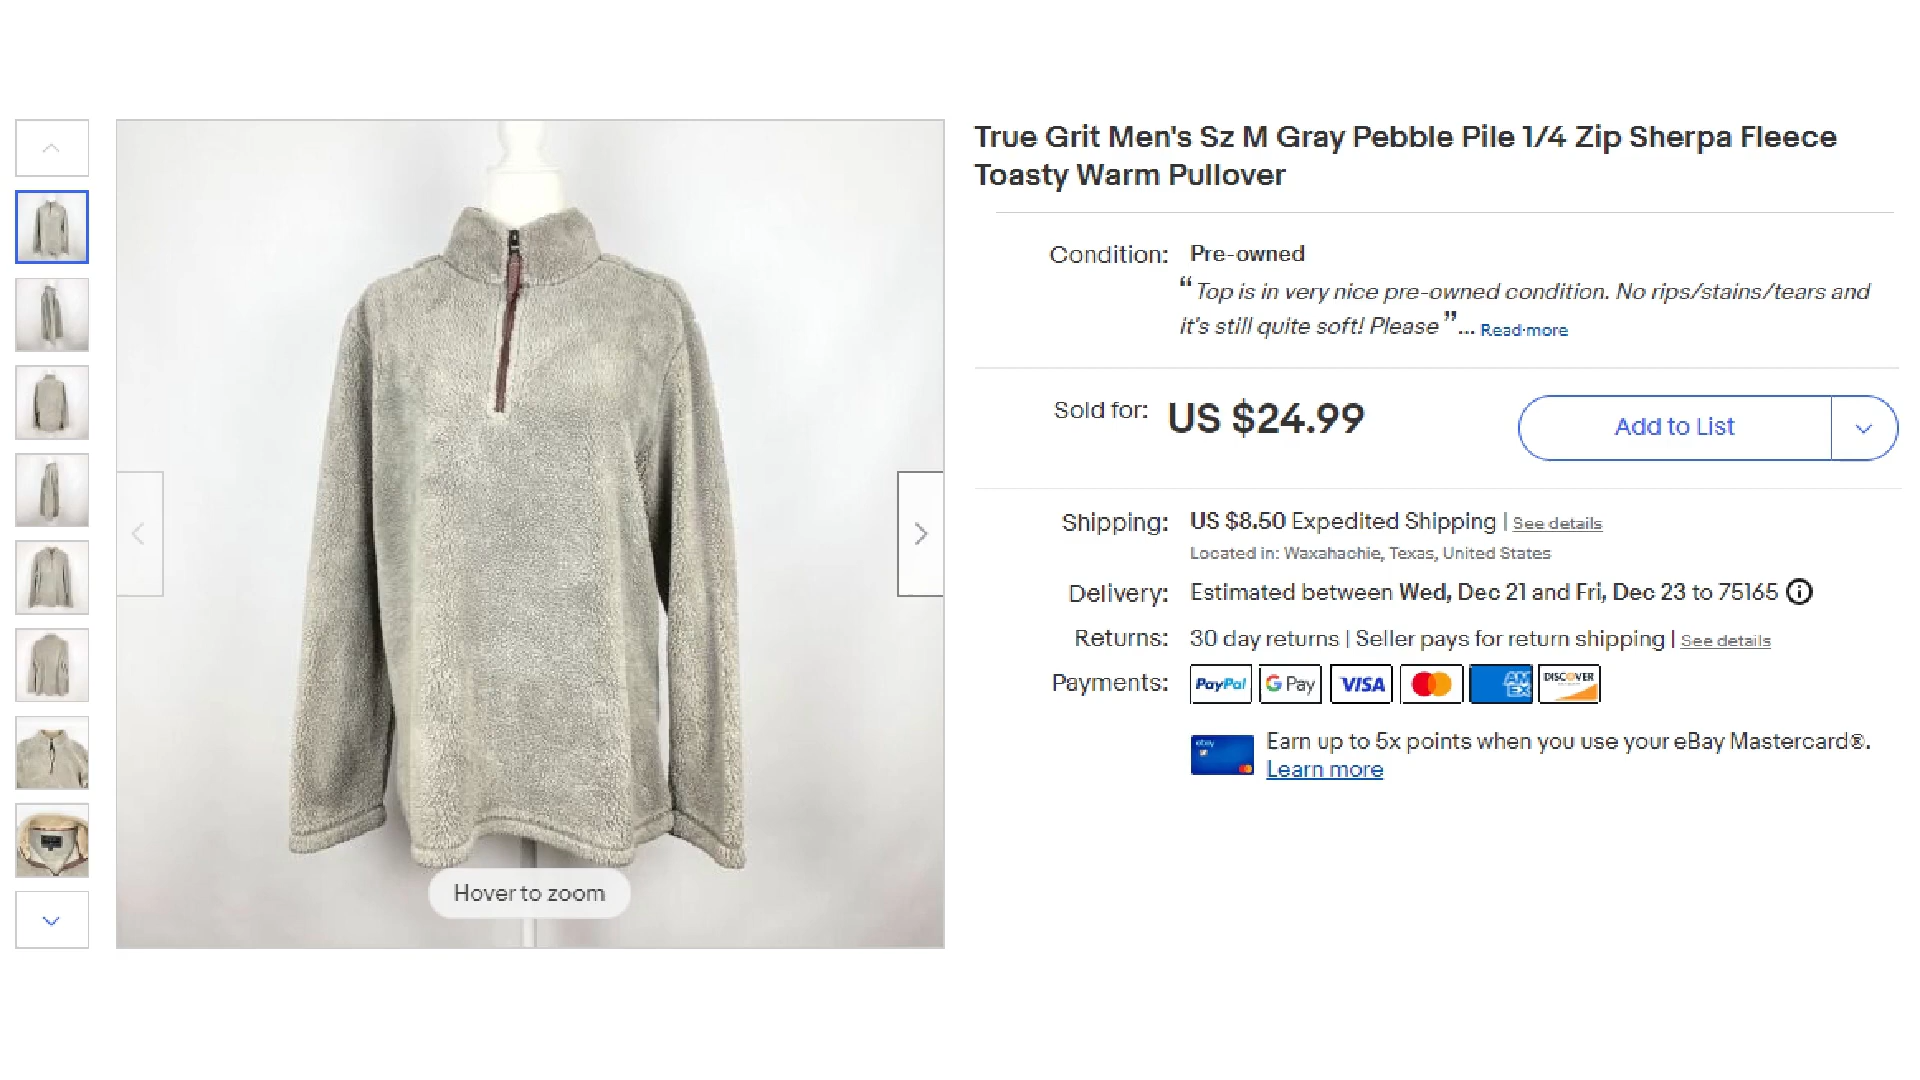 True Grit Men's Sz M Gray Pebble Pile 1/4 Zip Sherpa Fleece
Toasty Warm Pullover
Condition: Pre-owned
“Top is in very nice pre-owned condition. No rips/stains/tears and
it's still quite soft! Please ”... Read more
Sold for: US $24.99
Add to List
Shipping: US $8.50 Expedited Shipping | See details
Located in: Waxahachie, Texas, United States
Delivery: Estimated between Wed, Dec 21 and Fri, Dec 23 to 75165
Returns: 30 day returns | Seller pays for return shipping | See details
Payments: PayPal G Pay VISA AM EX DISCOVER
ebay
Earn up to 5x points when you use your eBay Mastercard®.
Learn more
Hover to zoom